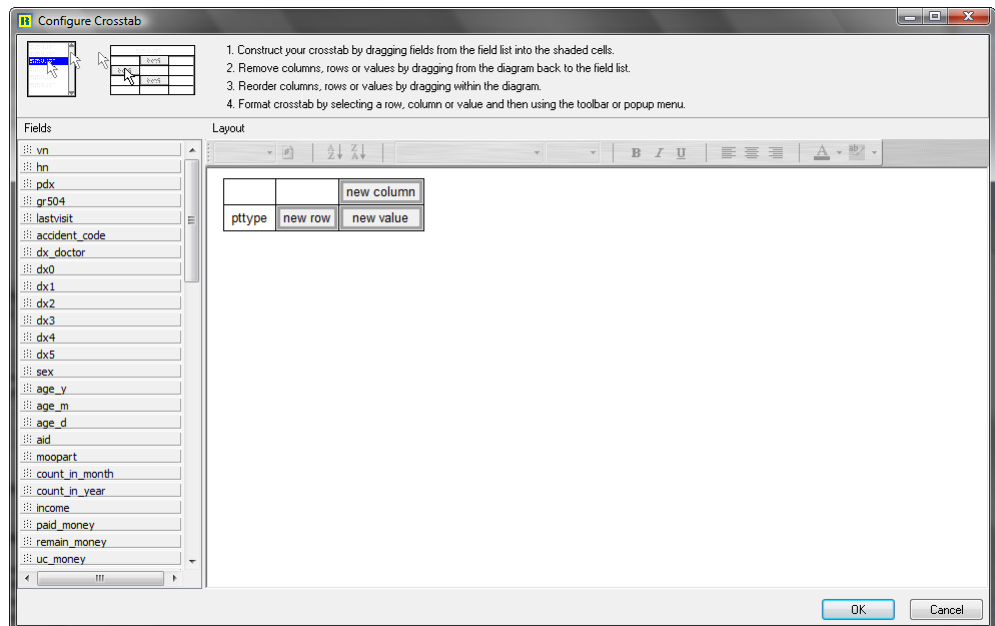 Configure Crosstab
1. Construct your crosstab by dragging fields from the field list into the shaded cells.
2. Remove columns, rows or values by dragging from the diagram back to the field list.
3. Reorder columns, rows or values by dragging within the diagram.
4. Format crosstab by selecting a row, column or value and then using the toolbar or popup menu.
Fields
Layout
B I U A
vn
hn
pdx
gr504
lastvisit
accident_code
dx_doctor
dx0
dx1
dx2
dx3
dx4
dx5
sex
age_y
age_m
age_d
aid
moopart
count_in_month
count_in_year
income
paid_money
remain_money
uc_money
new column
pttype new row new value
OK Cancel